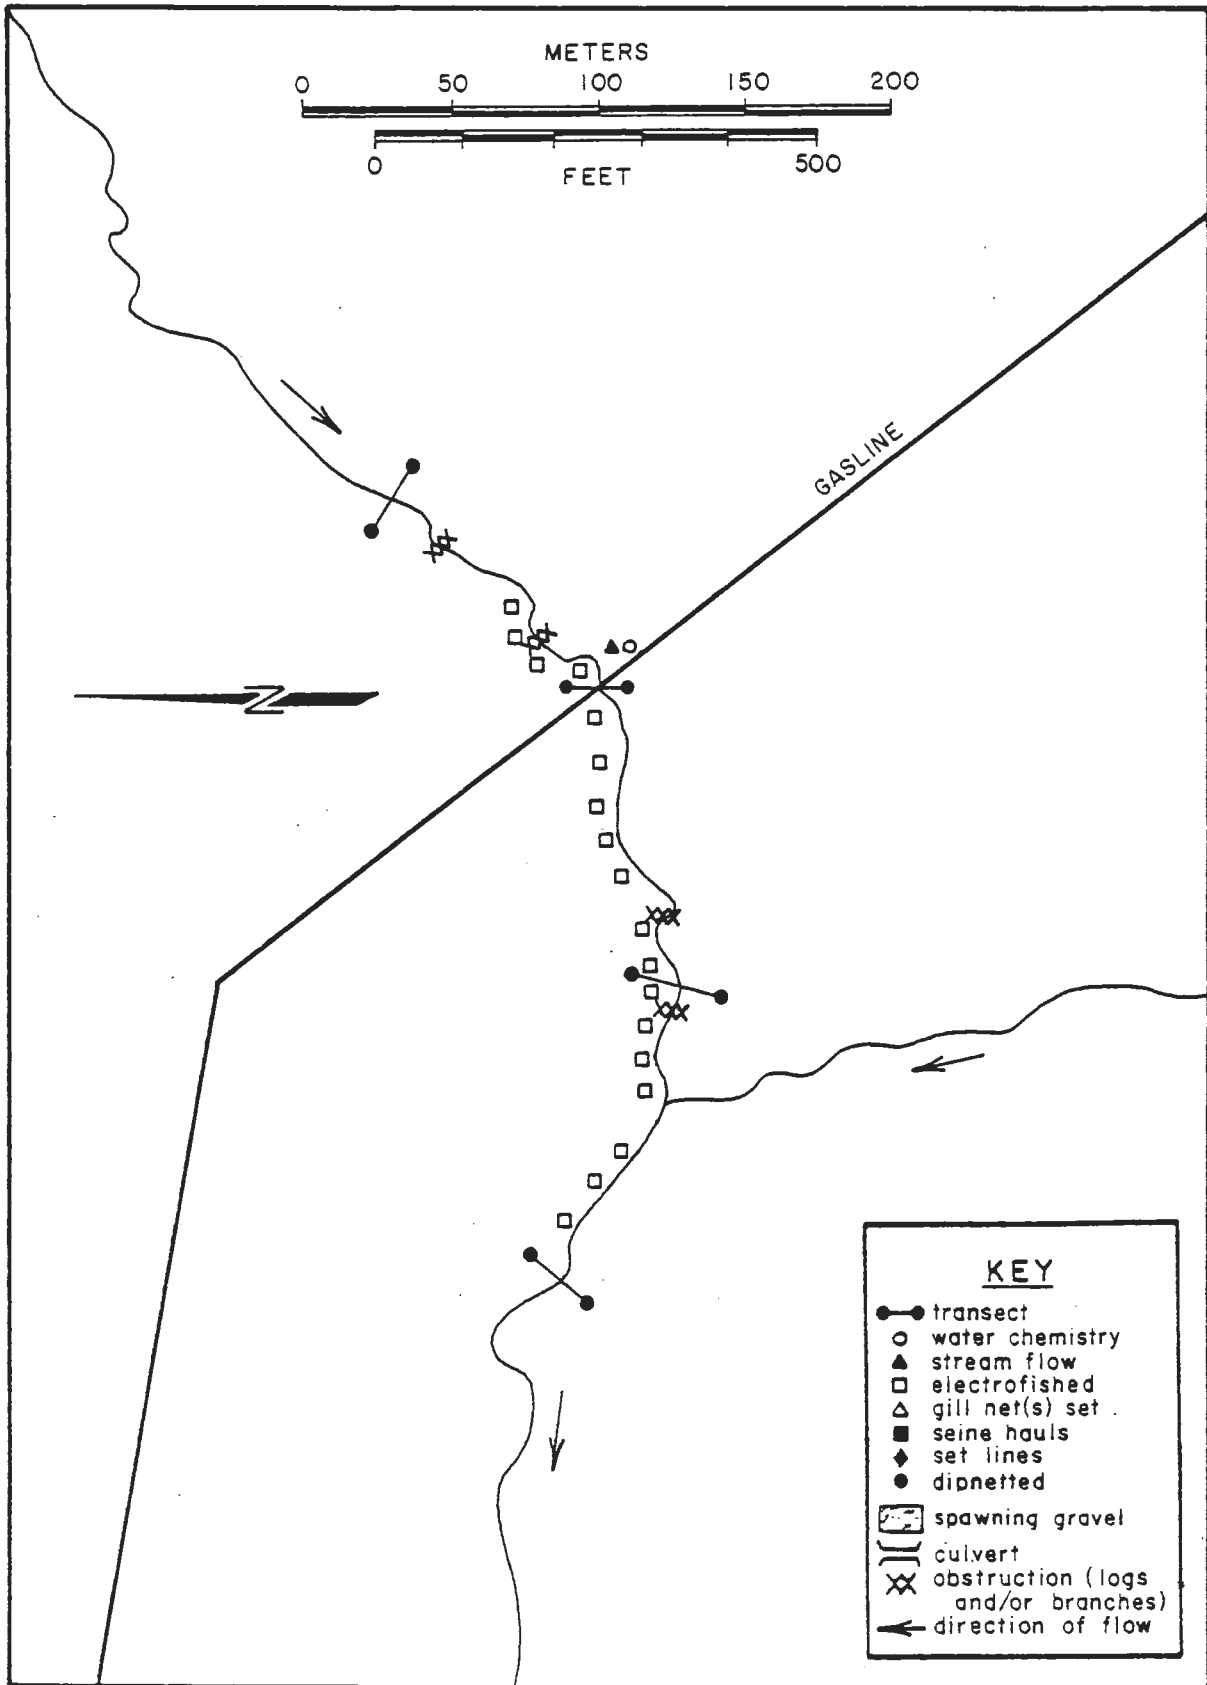 METERS
0 50 100 150 200
0 500
FEET
GASLINE
N
KEY
transect
water chemistry
stream flow
electrofished
gill net(s) set
seine hauls
set lines
dipnetted
spawning gravel
culvert
obstruction (logs
and/or branches)
direction of flow